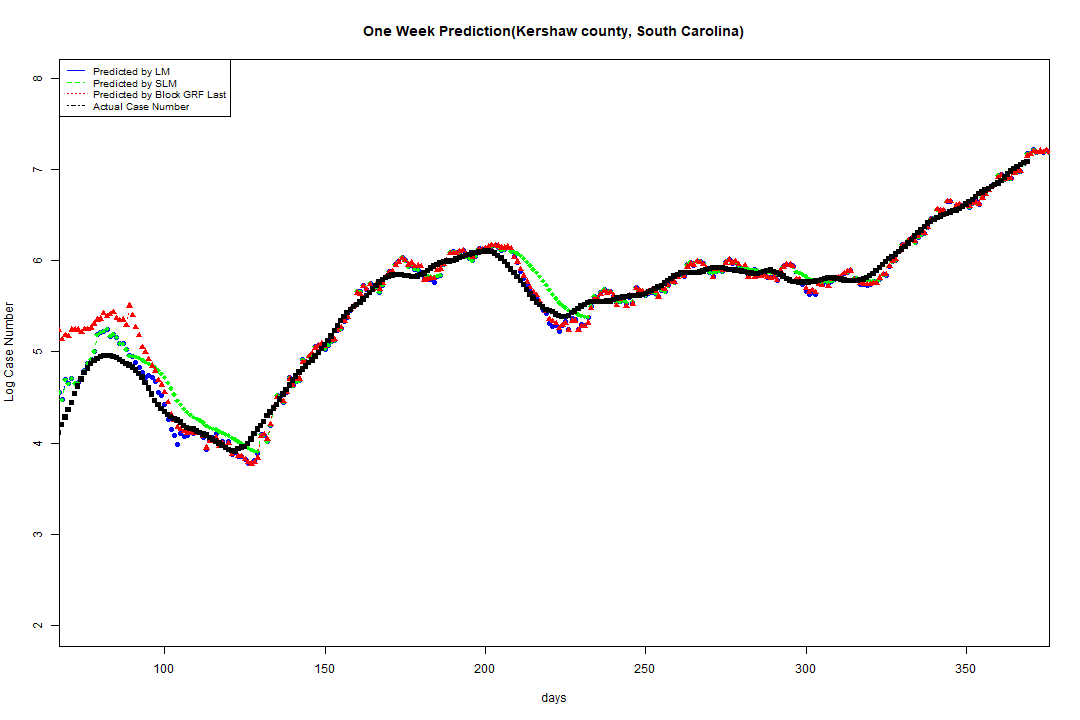 One Week Prediction(Kershaw county, South Carolina)
Predicted by LM
Predicted by SLM
Predicted by Block GRF Last
Actual Case Number
8
7
6
5
4
3
2
Log Case Number
100 150 200 250 300 350
days